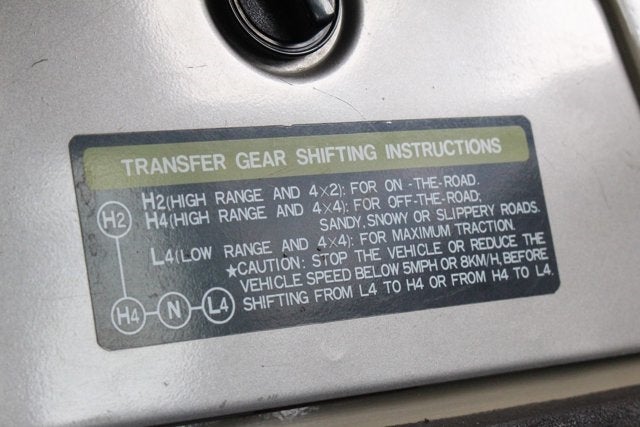 TRANSFER GEAR SHIFTING INSTRUCTIONS
H2(HIGH RANGE AND 4×2): FOR ON-THE-ROAD.
H4(HIGH RANGE AND 4×4): FOR OFF-THE-ROAD;
SANDY, SNOWY OR SLIPPERY ROADS.
L4(LOW RANGE AND 4×4): FOR MAXIMUM TRACTION.
★CAUTION: STOP THE VEHICLE OR REDUCE THE
VEHICLE SPEED BELOW 5MPH OR 8KM/H, BEFORE
SHIFTING FROM L4 TO H4 OR FROM H4 TO L4.
H2
H4 N L4